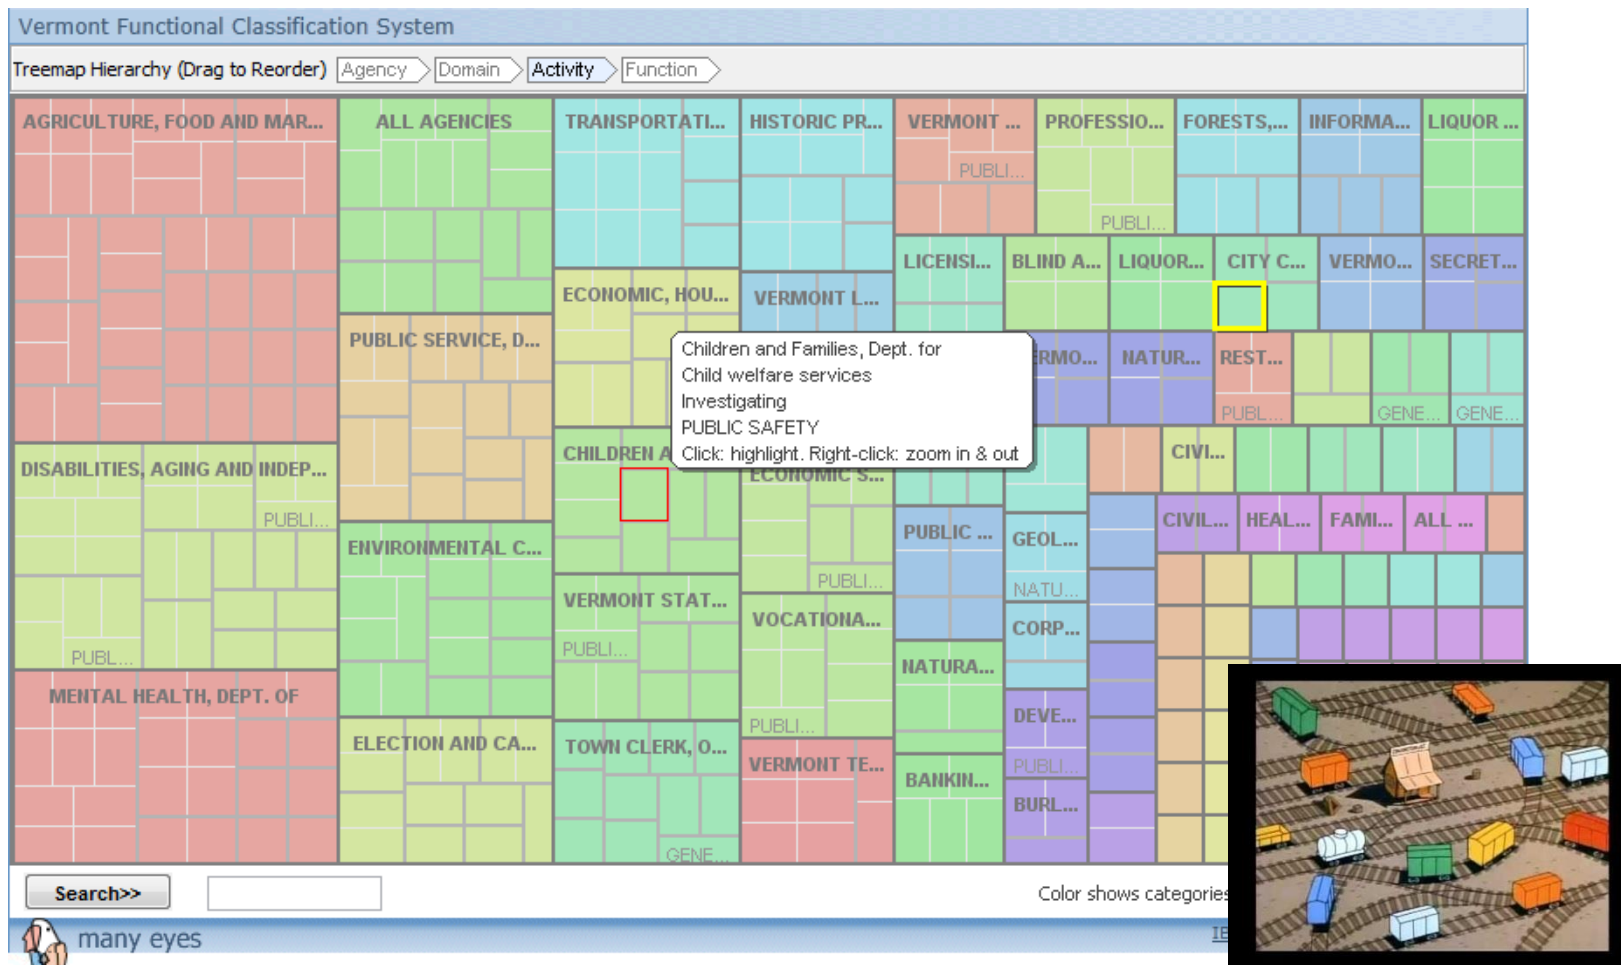 Vermont Functional Classification System
Treemap Hierarchy (Drag to Reorder) Agency Domain Activity Function
AGRICULTURE, FOOD AND MAR...
ALL AGENCIES
TRANSPORTATI...
HISTORIC PR...
VERMONT ...
PROFESSIO...
FORESTS,...
INFORMA...
LIQUOR ...
PUBLI...
PUBLI...
LICENSI...
BLIND A...
LIQUOR...
CITY C...
VERMO...
SECRET...
ECONOMIC, HOU...
VERMONT L...
PUBLIC SERVICE, D...
Children and Families, Dept. for
Child welfare services
Investigating
PUBLIC SAFETY
Click: highlight. Right-click: zoom in & out
ERMO...
NATUR...
REST...
PUBL...
GENE...
GENE...
DISABILITIES, AGING AND INDEP...
CHILDREN A
ECONOMIC S...
CIVI...
PUBLI...
PUBLIC ...
GEOL...
CIVIL...
HEAL...
FAMI...
ALL ...
ENVIRONMENTAL C...
PUBLI...
NATU...
VERMONT STAT...
VOCATIONA...
CORP...
PUBLI...
PUBL...
NATURA...
MENTAL HEALTH, DEPT. OF
PUBLI...
DEVE...
ELECTION AND CA...
TOWN CLERK, O...
VERMONT TE...
PUBLI...
BANKIN...
BURL...
GENE...
Search>>
Color shows categories
many eyes
IB